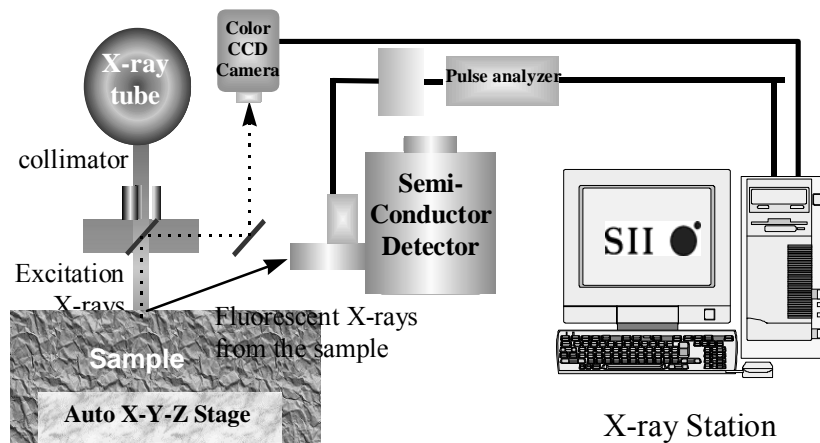 X-ray
tube
Color
CCD
Camera
Pulse analyzer
collimator
Semi-
Conductor
Detector
SII
Excitation
X-rays
Fluorescent X-rays
from the sample
Sample
Auto X-Y-Z Stage
X-ray Station